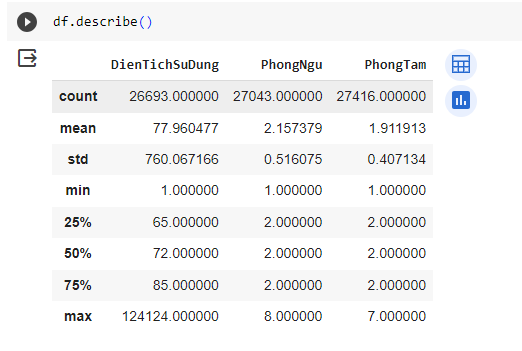 df.describe()
DienTichSuDung PhongNgu PhongTam
count 26693.000000 27043.000000 27416.000000
mean 77.960477 2.157379 1.911913
std 760.067166 0.516075 0.407134
min 1.000000 1.000000 1.000000
25% 65.000000 2.000000 2.000000
50% 72.000000 2.000000 2.000000
75% 85.000000 2.000000 2.000000
max 124124.000000 8.000000 7.000000